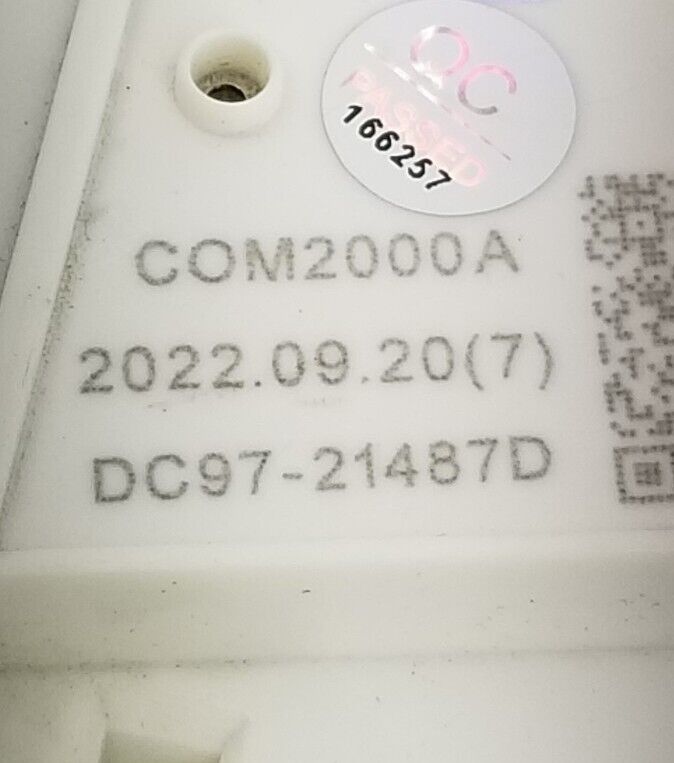 QC
PASSED
166257
COM2000A
2022.09.20(7)
DC97-21487D